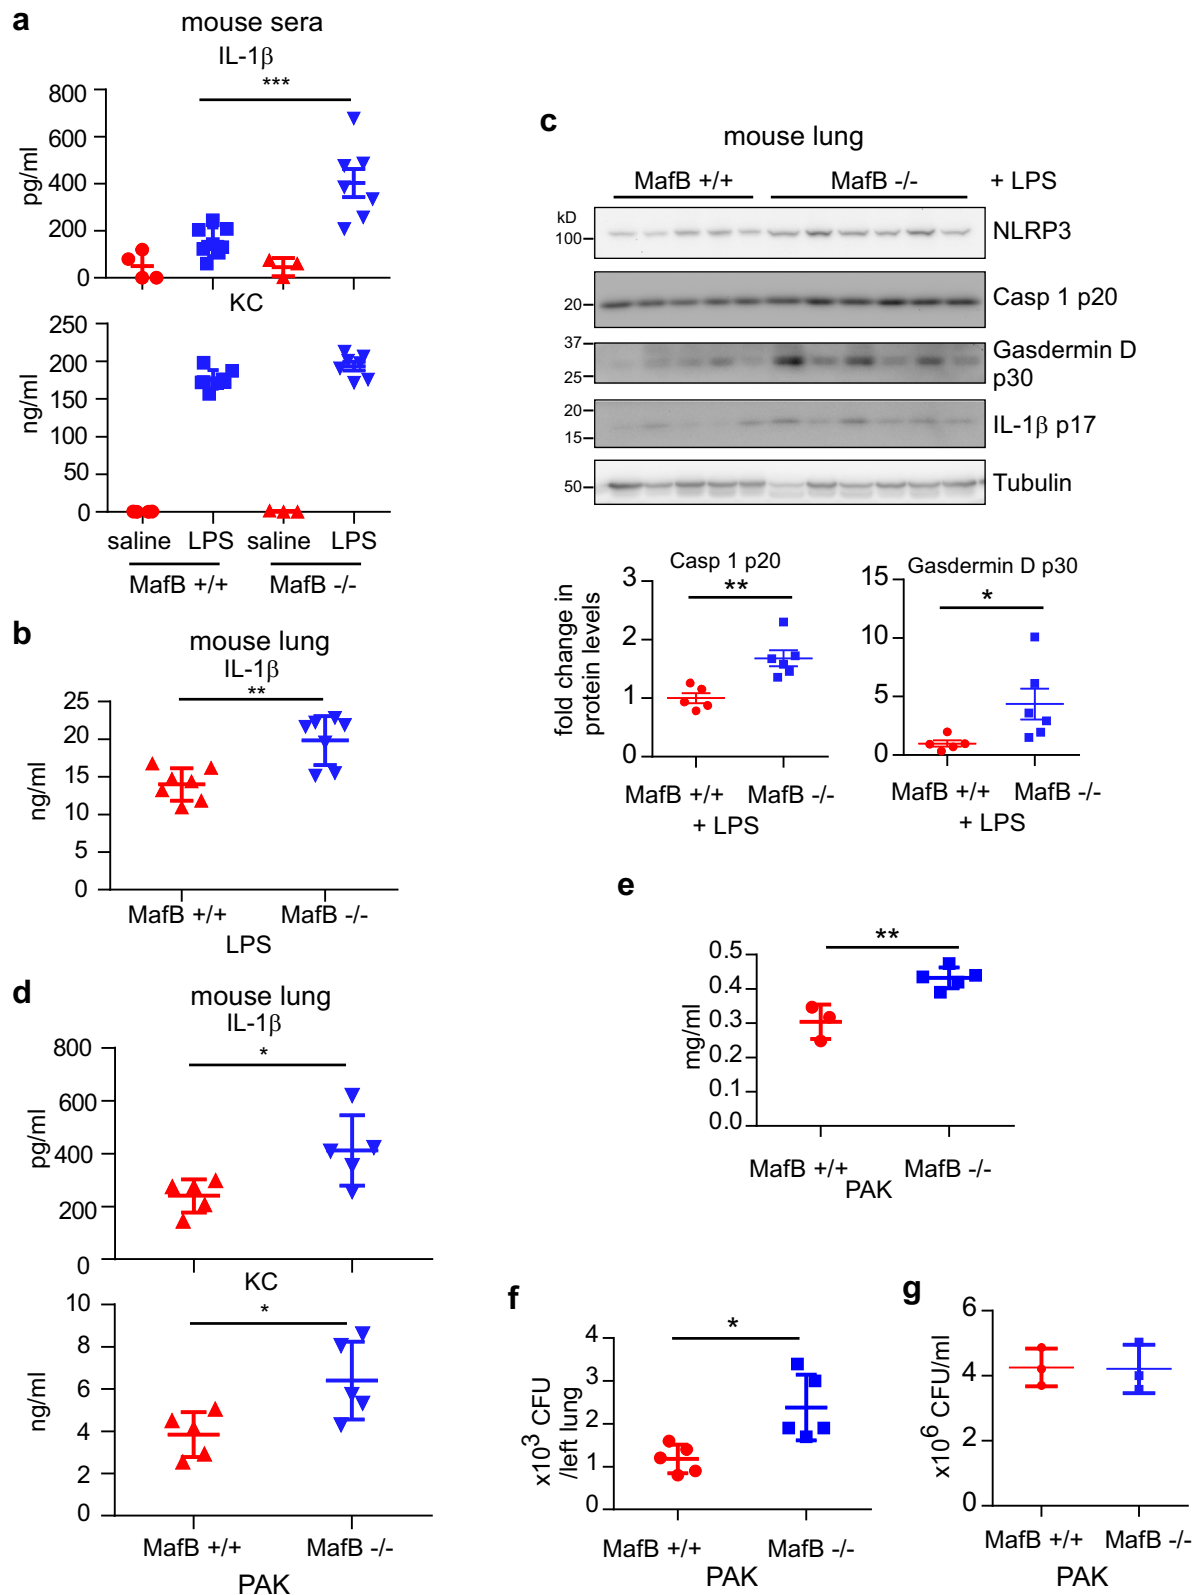 a
mouse sera
IL-1β
***
800
600
400
200
0
pg/ml
KC
250
200
150
100
50
0
ng/ml
saline LPS saline LPS
MafB +/+ MafB -/-
b
mouse lung
IL-1β
**
25
20
15
10
5
0
ng/ml
MafB +/+ MafB -/-
LPS
c
mouse lung
MafB +/+ MafB -/- + LPS
kD
100 NLRP3
20 Casp 1 p20
37
25
Gasdermin D
p30
20
15
IL-1β p17
50 Tubulin
Casp 1 p20
**
3
2
1
0
fold change in
protein levels
MafB +/+ MafB -/-
+ LPS
Gasdermin D p30
*
15
10
5
0
MafB +/+ MafB -/-
+ LPS
d
mouse lung
IL-1β
*
800
600
400
200
0
pg/ml
KC
*
10
8
6
4
2
0
ng/ml
MafB +/+ MafB -/-
PAK
e
**
0.5
0.4
0.3
0.2
0.1
0.0
mg/ml
MafB +/+ MafB -/-
PAK
f
*
4
3
2
1
0
x10³ CFU
/left lung
MafB +/+ MafB -/-
PAK
g
6
4
2
0
x10⁶ CFU/ml
MafB +/+ MafB -/-
PAK